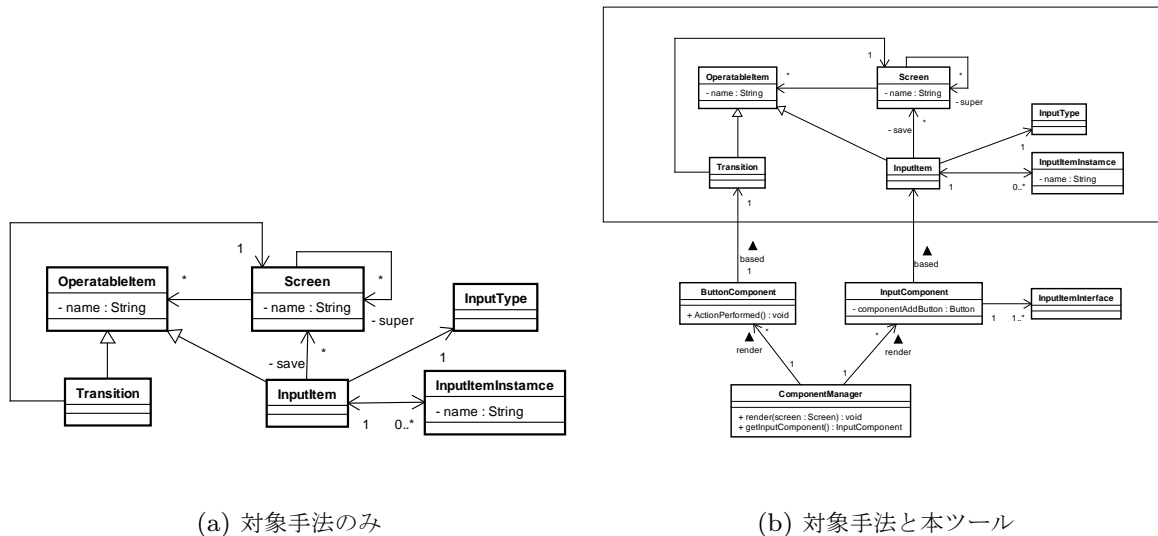 1
OperatableItem
- name : String
*
Screen
- name : String
*
- super
InputType
- save
*
1
Transition
InputItem
1
0..*
InputItemInstamce
- name : String
(a) 対象手法のみ
1
OperatableItem
- name : String
*
Screen
- name : String
*
- super
InputType
- save
*
1
Transition
1
InputItem
1
0..*
InputItemInstamce
- name : String
▲
based
1
▲
based
ButtonComponent
+ ActionPerformed() : void
InputComponent
- componentAddButton : Button
1
1..*
InputItemInterface
*
▲
render
1
*
▲
render
1
ComponentManager
+ render(screen : Screen) : void
+ getInputComponent() : InputComponent
(b) 対象手法と本ツール